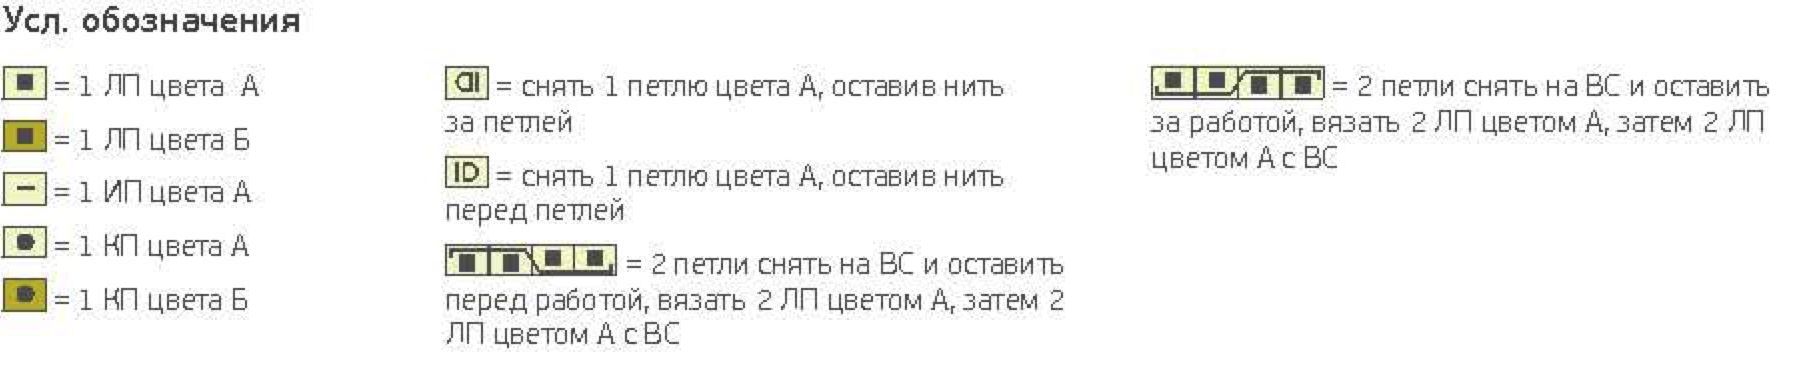 Усл. обозначения
= 1 ЛП цвета А
= 1 ЛП цвета Б
= 1 ИП цвета А
= 1 КП цвета А
= 1 КП цвета Б
= снять 1 петлю цвета А, оставив нить
за петлей
= снять 1 петлю цвета А, оставив нить
перед петлей
= 2 петли снять на ВС и оставить
перед работой, вязать 2 ЛП цветом А, затем 2
ЛП цветом А с ВС
= 2 петли снять на ВС и оставить
за работой, вязать 2 ЛП цветом А, затем 2 ЛП
цветом А с ВС